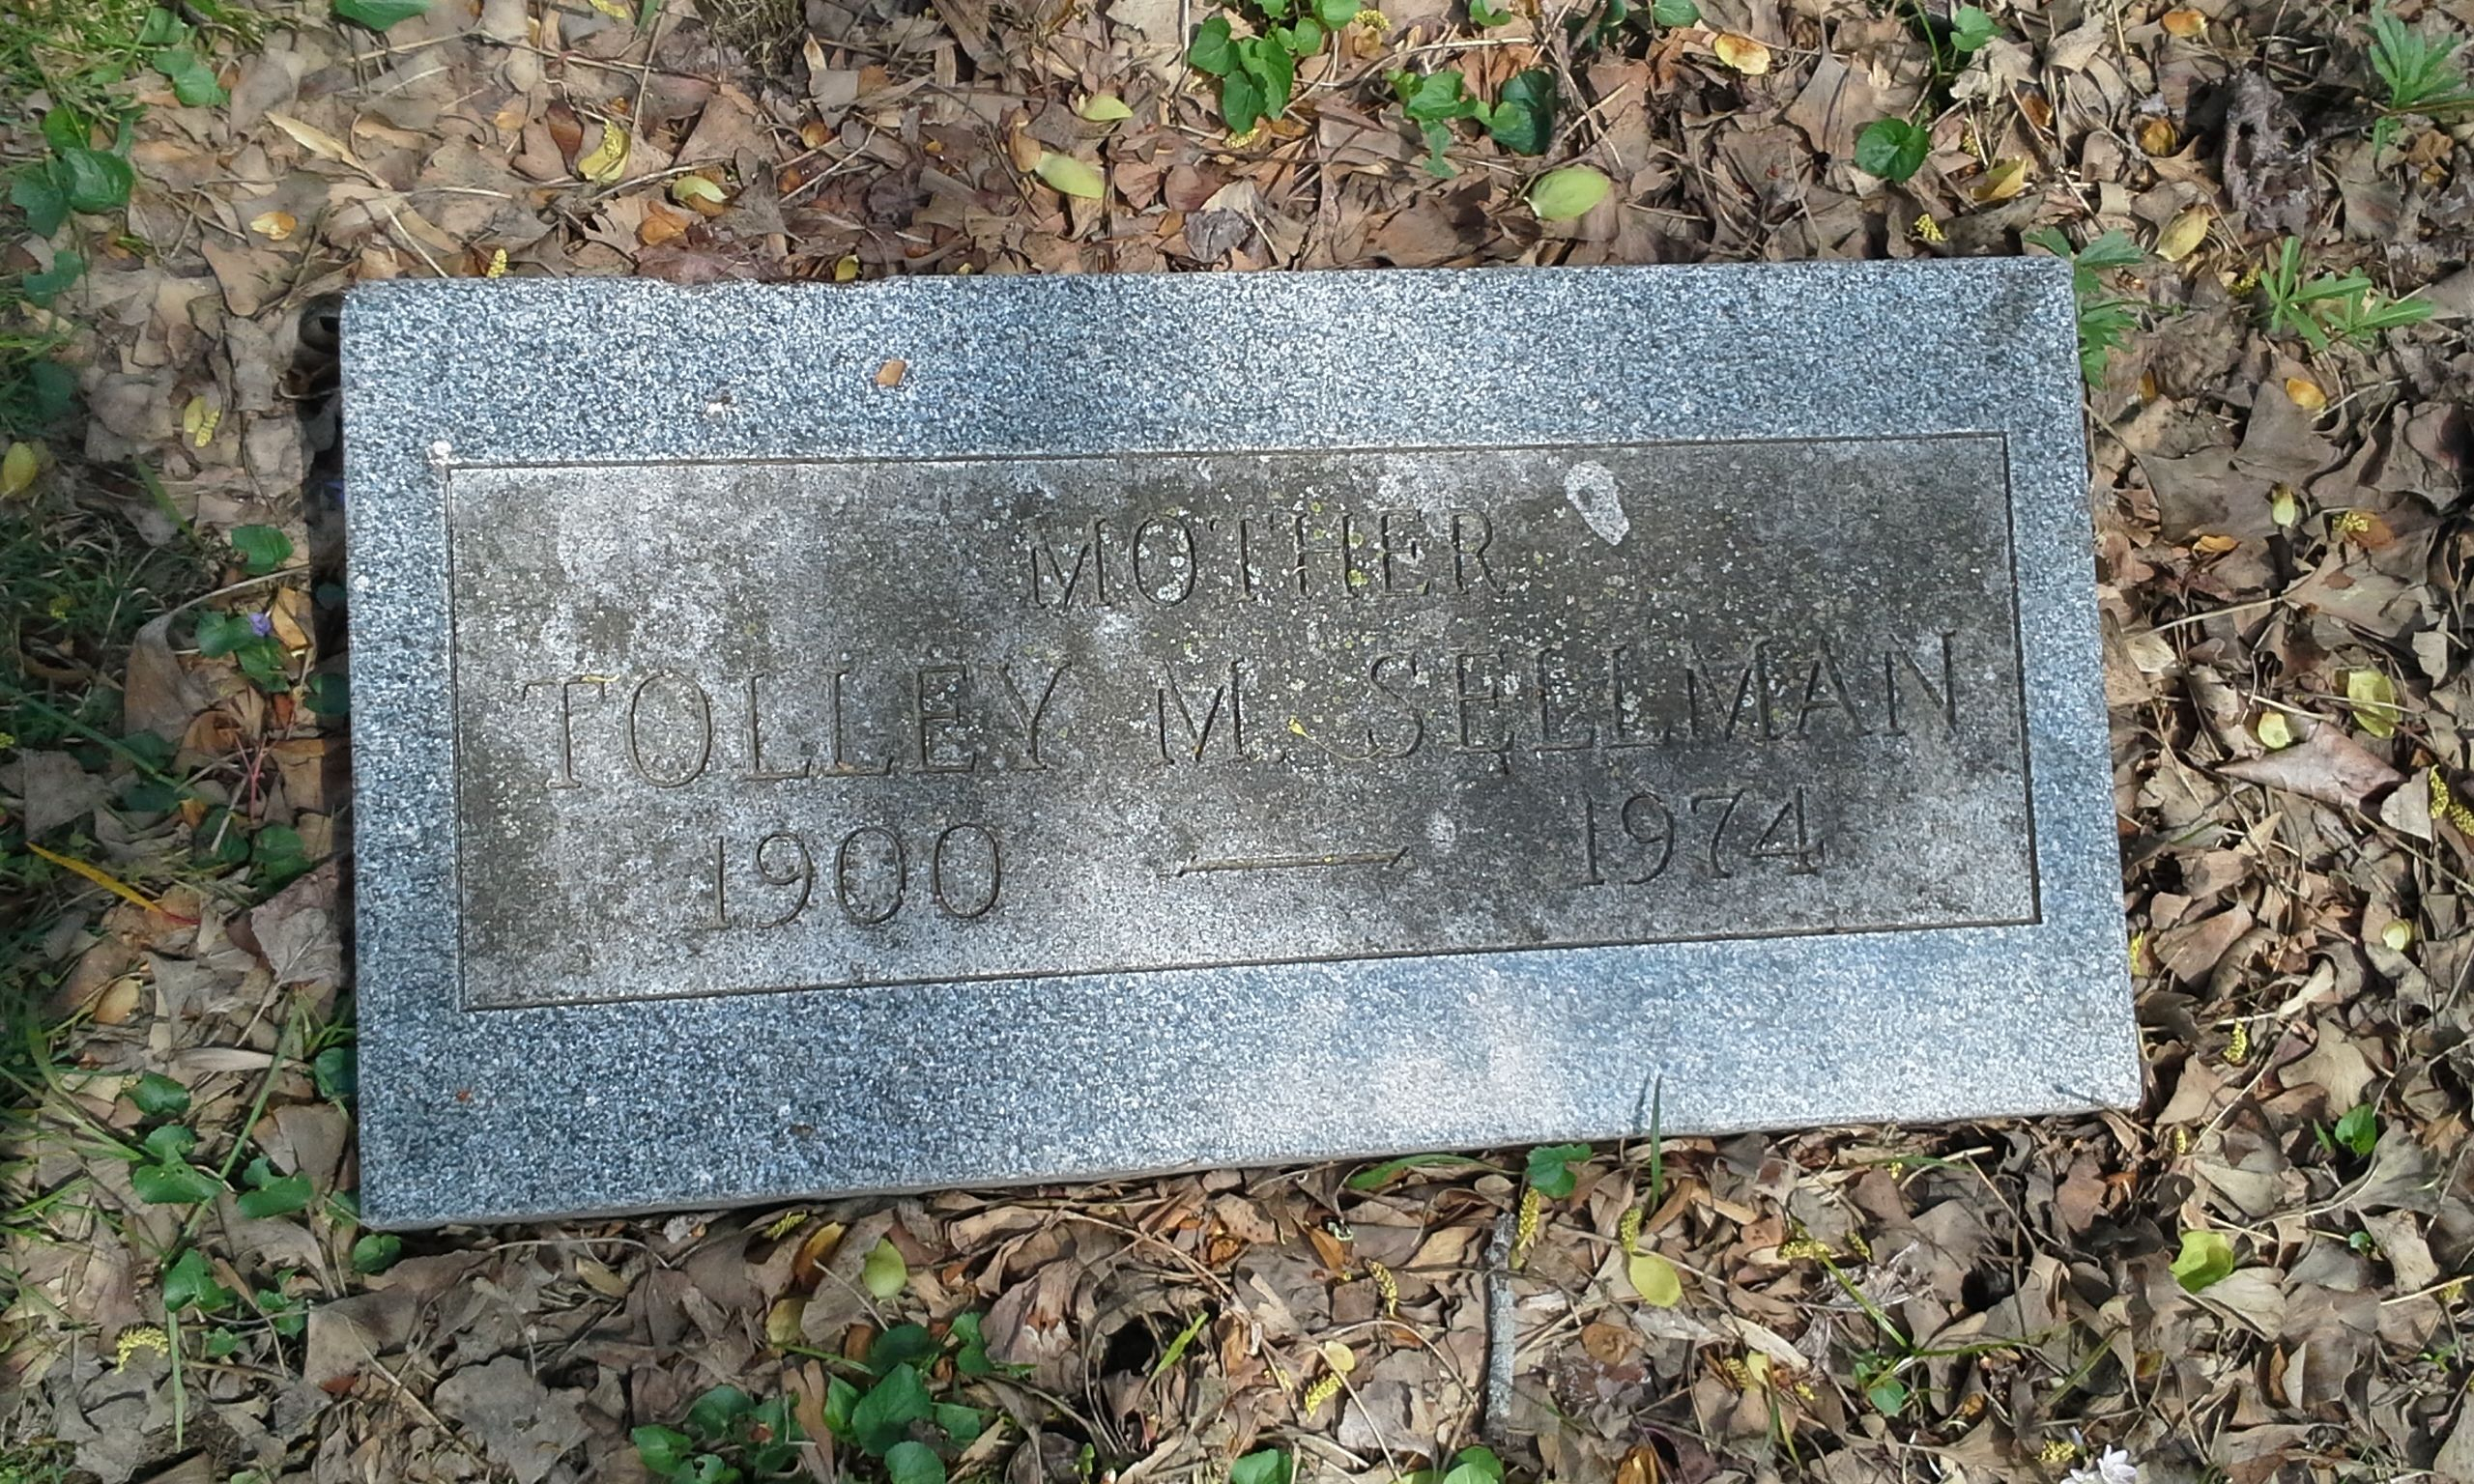 MOTHER
TOLLEY M. SELLMAN
1900 — 1974